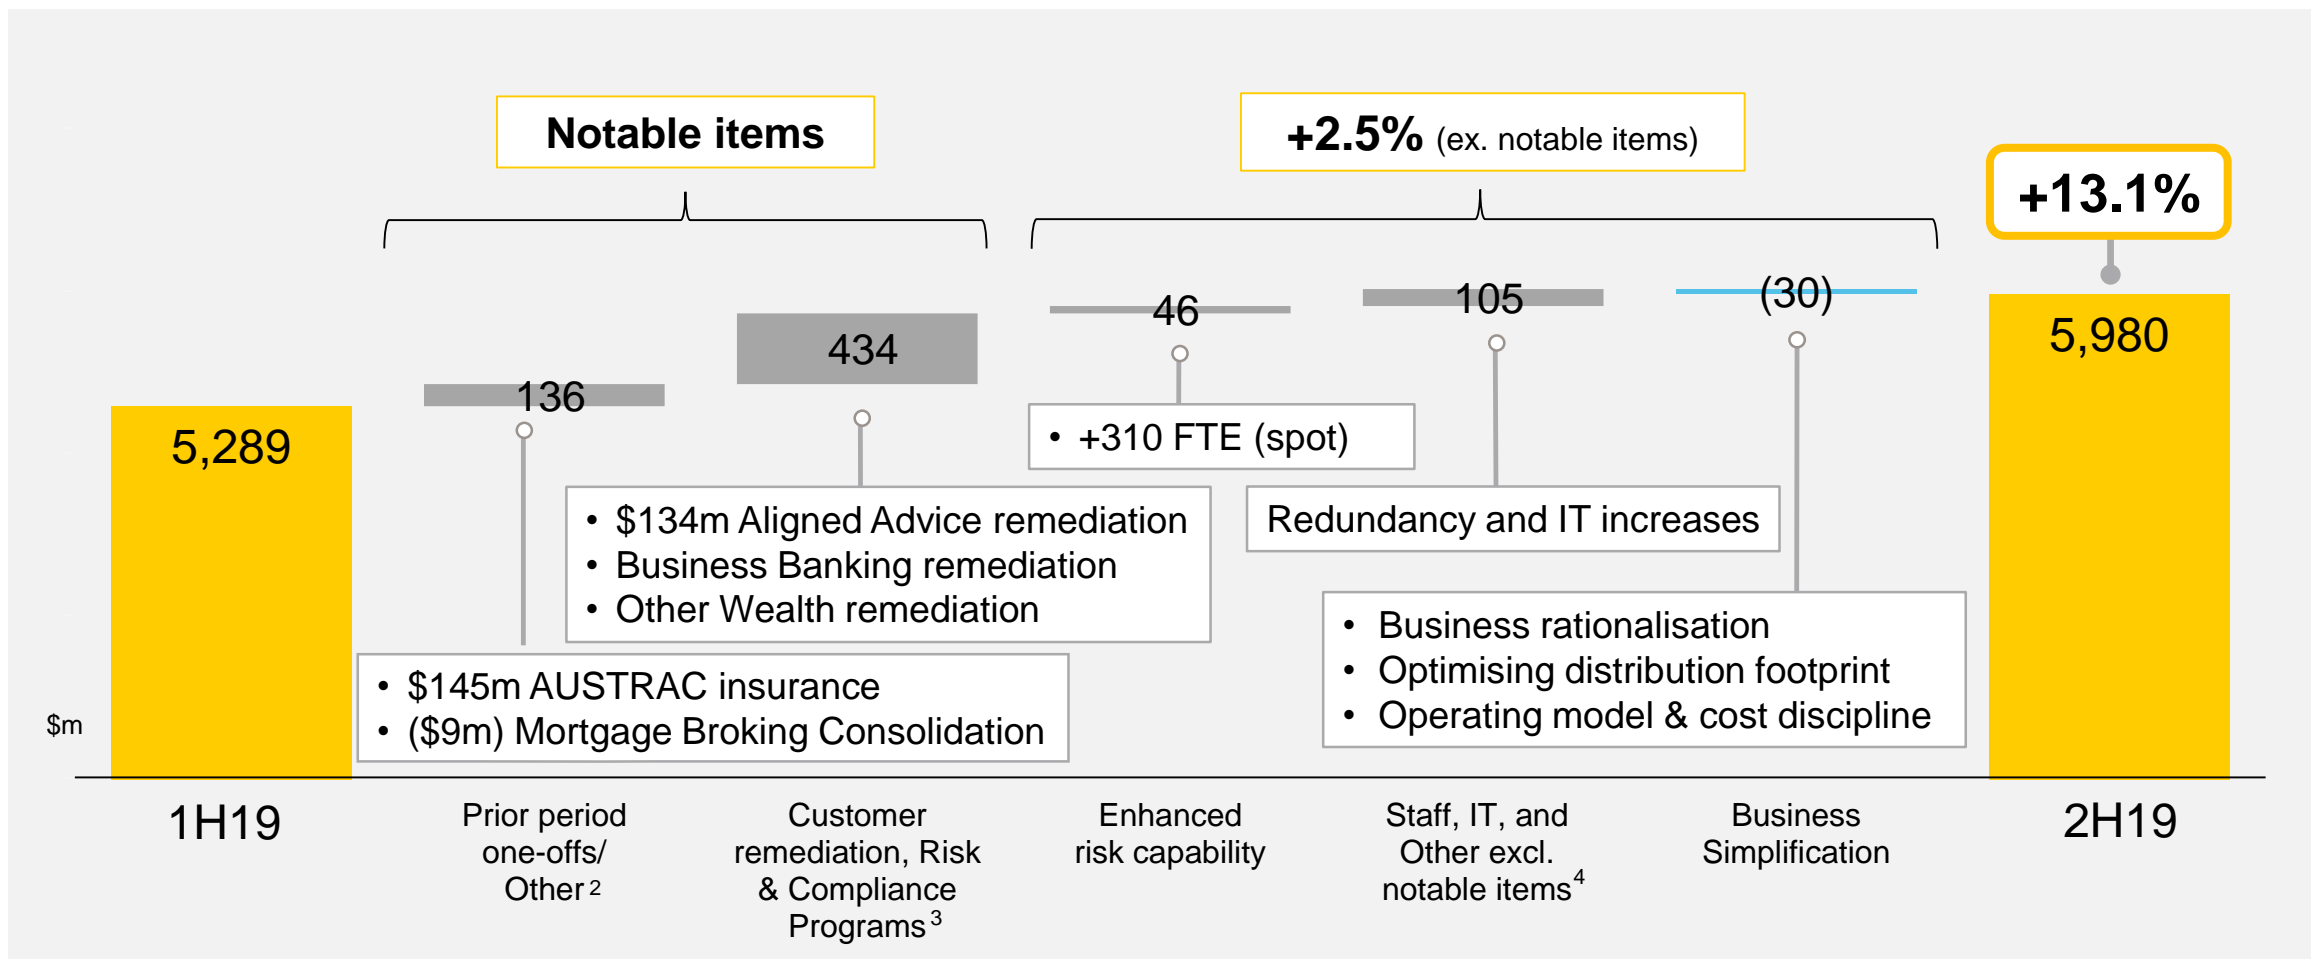 Notable items
+2.5% (ex. notable items)
+13.1%
5,289
136
434
46
105
(30)
5,980
• +310 FTE (spot)
• $134m Aligned Advice remediation
• Business Banking remediation
• Other Wealth remediation
Redundancy and IT increases
• Business rationalisation
• Optimising distribution footprint
• Operating model & cost discipline
• $145m AUSTRAC insurance
• ($9m) Mortgage Broking Consolidation
$m
1H19
Prior period
one-offs/
Other 2
Customer
remediation, Risk
& Compliance
Programs 3
Enhanced
risk capability
Staff, IT, and
Other excl.
notable items 4
Business
Simplification
2H19